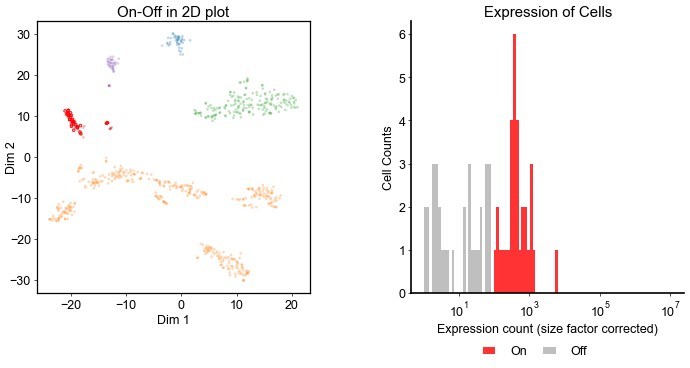 On-Off in 2D plot
30
20
10
0
−10
−20
−30
Dim 2
−20
−10
0
10
20
Dim 1
Expression of Cells
6
5
4
3
2
1
0
Cell Counts
10^1
10^3
10^5
10^7
Expression count (size factor corrected)
On
Off